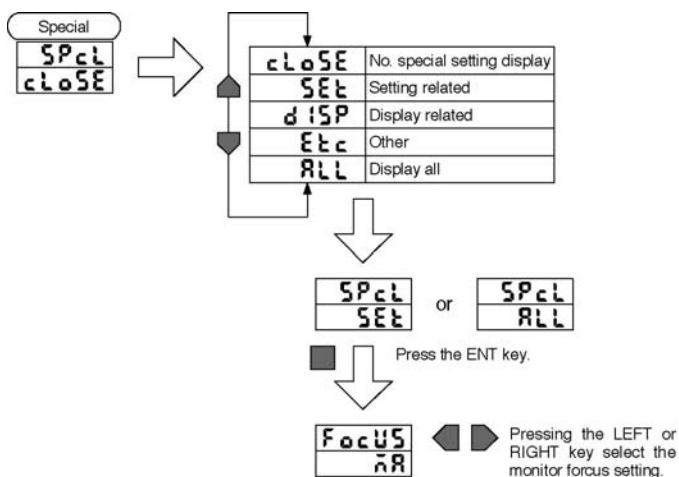 Special
SPcL
cLoSE
cLoSE No. special setting display
SEt Setting related
dISP Display related
Etc Other
ALL Display all
SPcL
SEt
or
SPcL
ALL
Press the ENT key.
FocUS
Pressing the LEFT or
RIGHT key select the
monitor forcus setting.